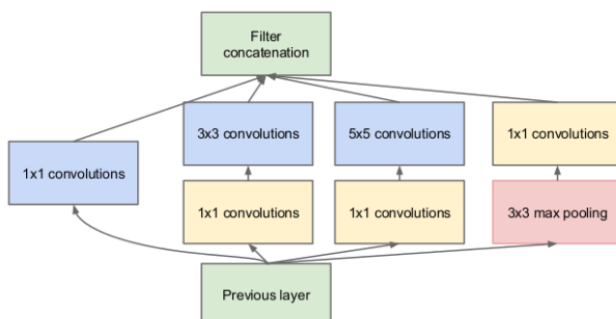 Filter
concatenation
3x3 convolutions
5x5 convolutions
1x1 convolutions
1x1 convolutions
1x1 convolutions
1x1 convolutions
3x3 max pooling
Previous layer